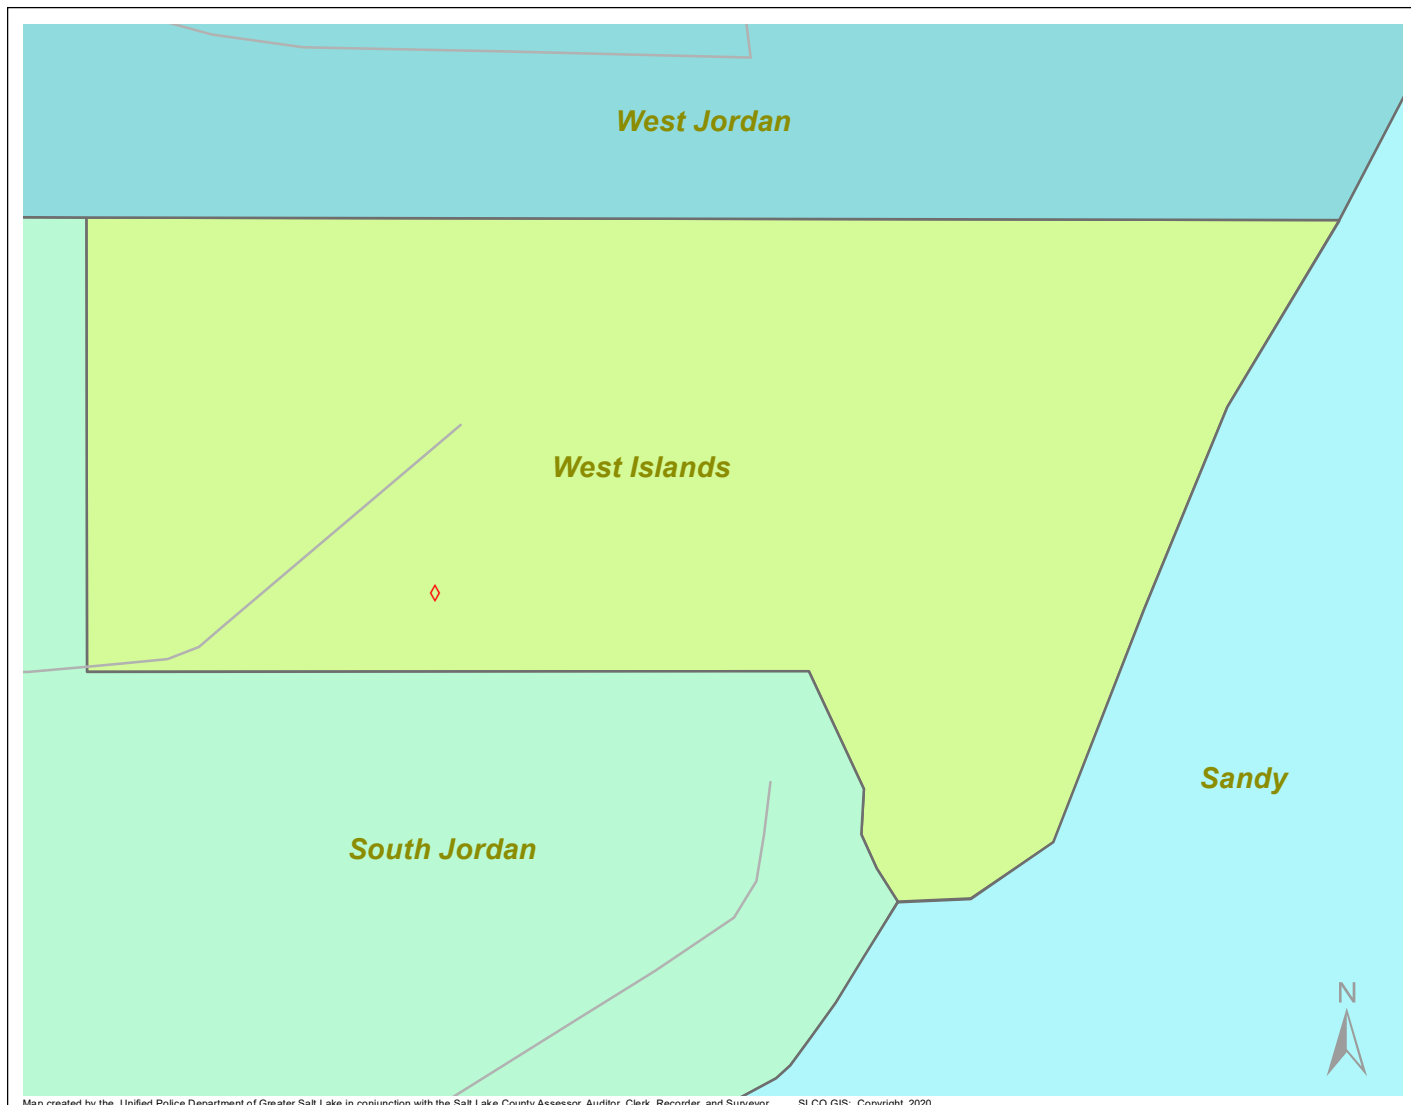 West Jordan
West Islands
Sandy
South Jordan
N
Map created by the Unified Police Department of Greater Salt Lake in conjunction with the Salt Lake County Assessor, Auditor, Clerk, Recorder, and Surveyor. SLCO GIS: Copyright 2020